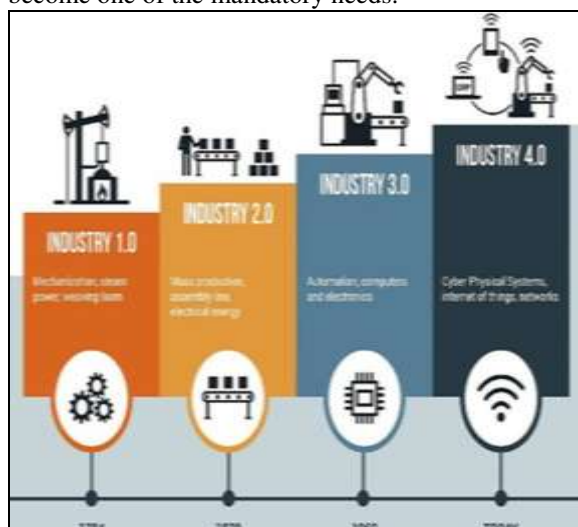 become one of the mandatory needs.
INDUSTRY 1.0
Mechanization, steam
power, weaving loom
INDUSTRY 2.0
Mass production,
assembly line,
electrical energy
INDUSTRY 3.0
Automation, computers
and electronics
INDUSTRY 4.0
Cyber Physical Systems,
internet of things, networks